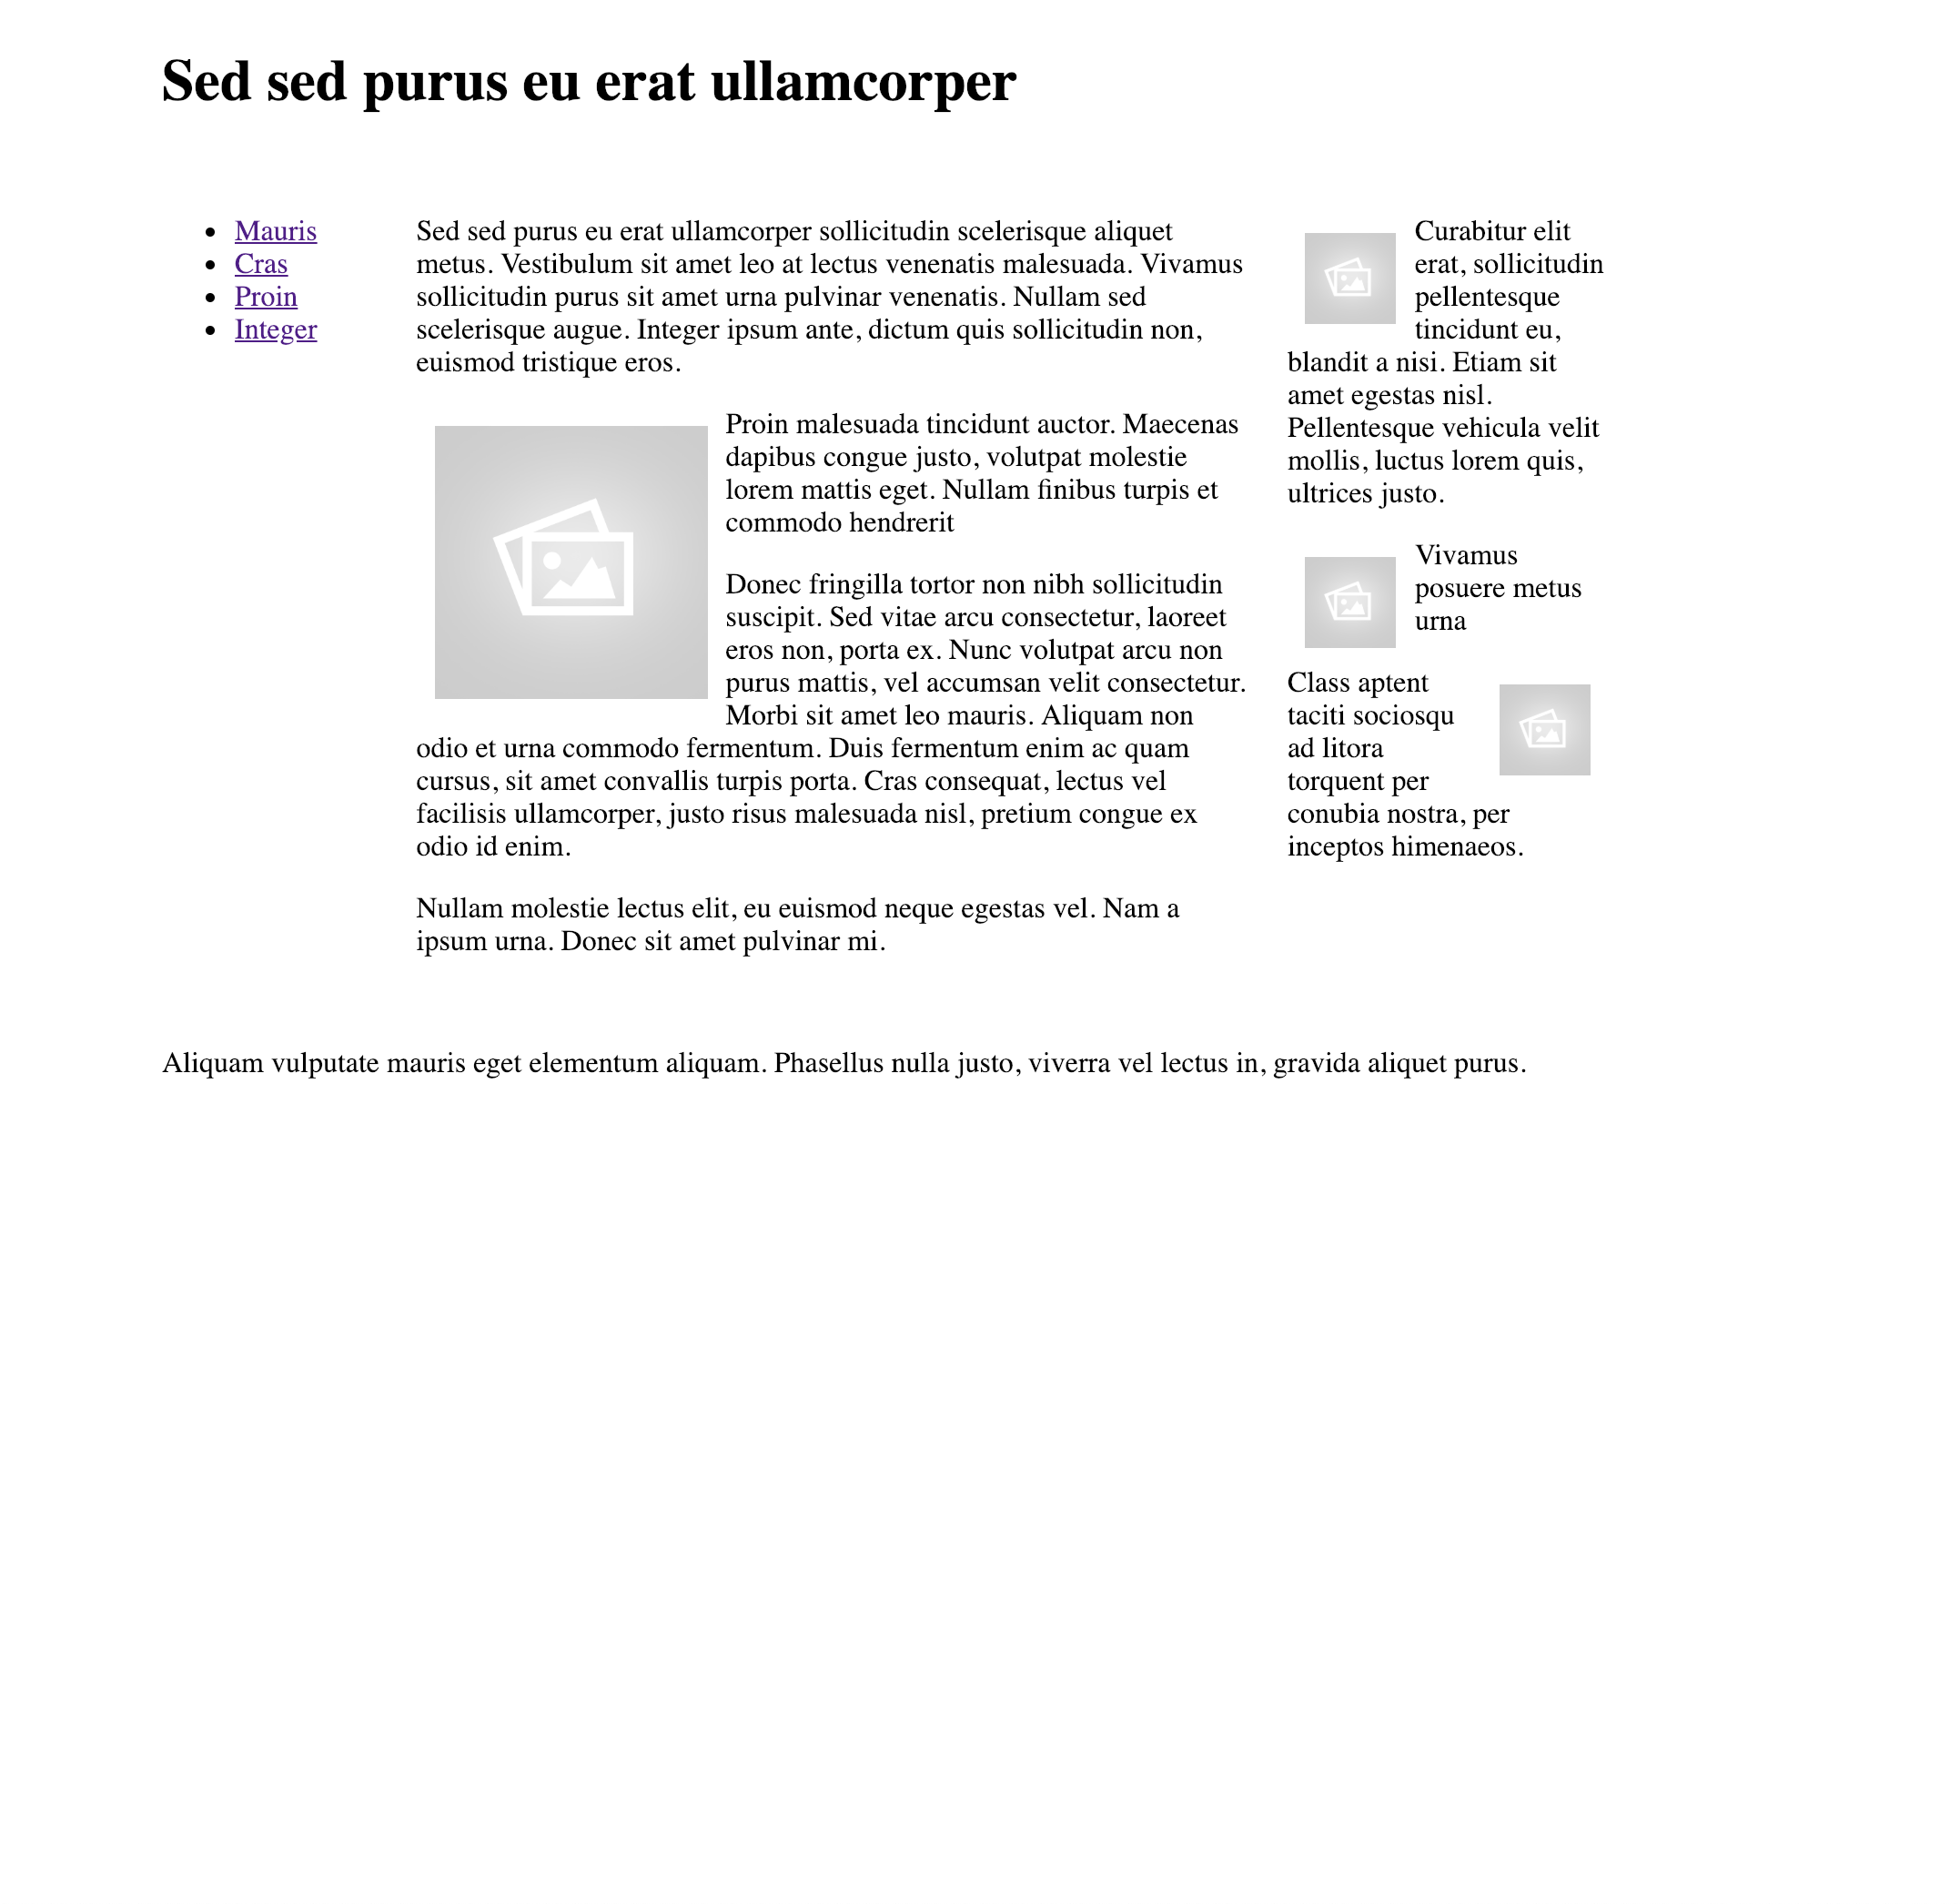 Sed sed purus eu erat ullamcorper
Mauris
Cras
Proin
Integer
Sed sed purus eu erat ullamcorper sollicitudin scelerisque aliquet
metus. Vestibulum sit amet leo at lectus venenatis malesuada. Vivamus
sollicitudin purus sit amet urna pulvinar venenatis. Nullam sed
scelerisque augue. Integer ipsum ante, dictum quis sollicitudin non,
euismod tristique eros.
Proin malesuada tincidunt auctor. Maecenas
dapibus congue justo, volutpat molestie
lorem mattis eget. Nullam finibus turpis et
commodo hendrerit
Donec fringilla tortor non nibh sollicitudin
suscipit. Sed vitae arcu consectetur, laoreet
eros non, porta ex. Nunc volutpat arcu non
purus mattis, vel accumsan velit consectetur.
Morbi sit amet leo mauris. Aliquam non
odio et urna commodo fermentum. Duis fermentum enim ac quam
cursus, sit amet convallis turpis porta. Cras consequat, lectus vel
facilisis ullamcorper, justo risus malesuada nisl, pretium congue ex
odio id enim.
Nullam molestie lectus elit, eu euismod neque egestas vel. Nam a
ipsum urna. Donec sit amet pulvinar mi.
Curabitur elit
erat, sollicitudin
pellentesque
tincidunt eu,
blandit a nisi. Etiam sit
amet egestas nisl.
Pellentesque vehicula velit
mollis, luctus lorem quis,
ultrices justo.
Vivamus
posuere metus
urna
Class aptent
taciti sociosqu
ad litora
torquent per
conubia nostra, per
inceptos himenaeos.
Aliquam vulputate mauris eget elementum aliquam. Phasellus nulla justo, viverra vel lectus in, gravida aliquet purus.